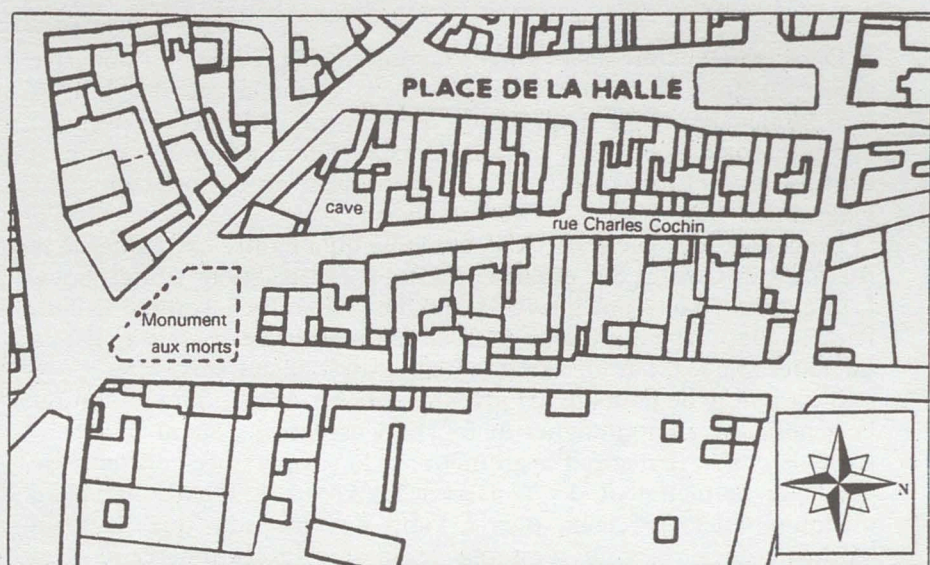 PLACE DE LA HALLE
cave
rue Charles Cochin
Monument
aux morts
N